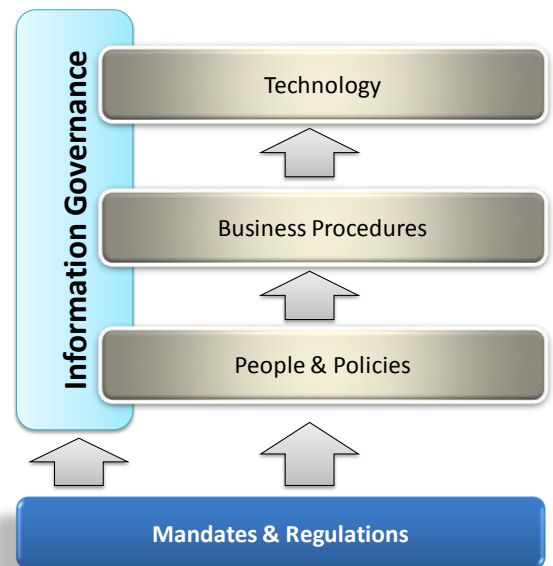 Information Governance
Technology
Business Procedures
People & Policies
Mandates & Regulations